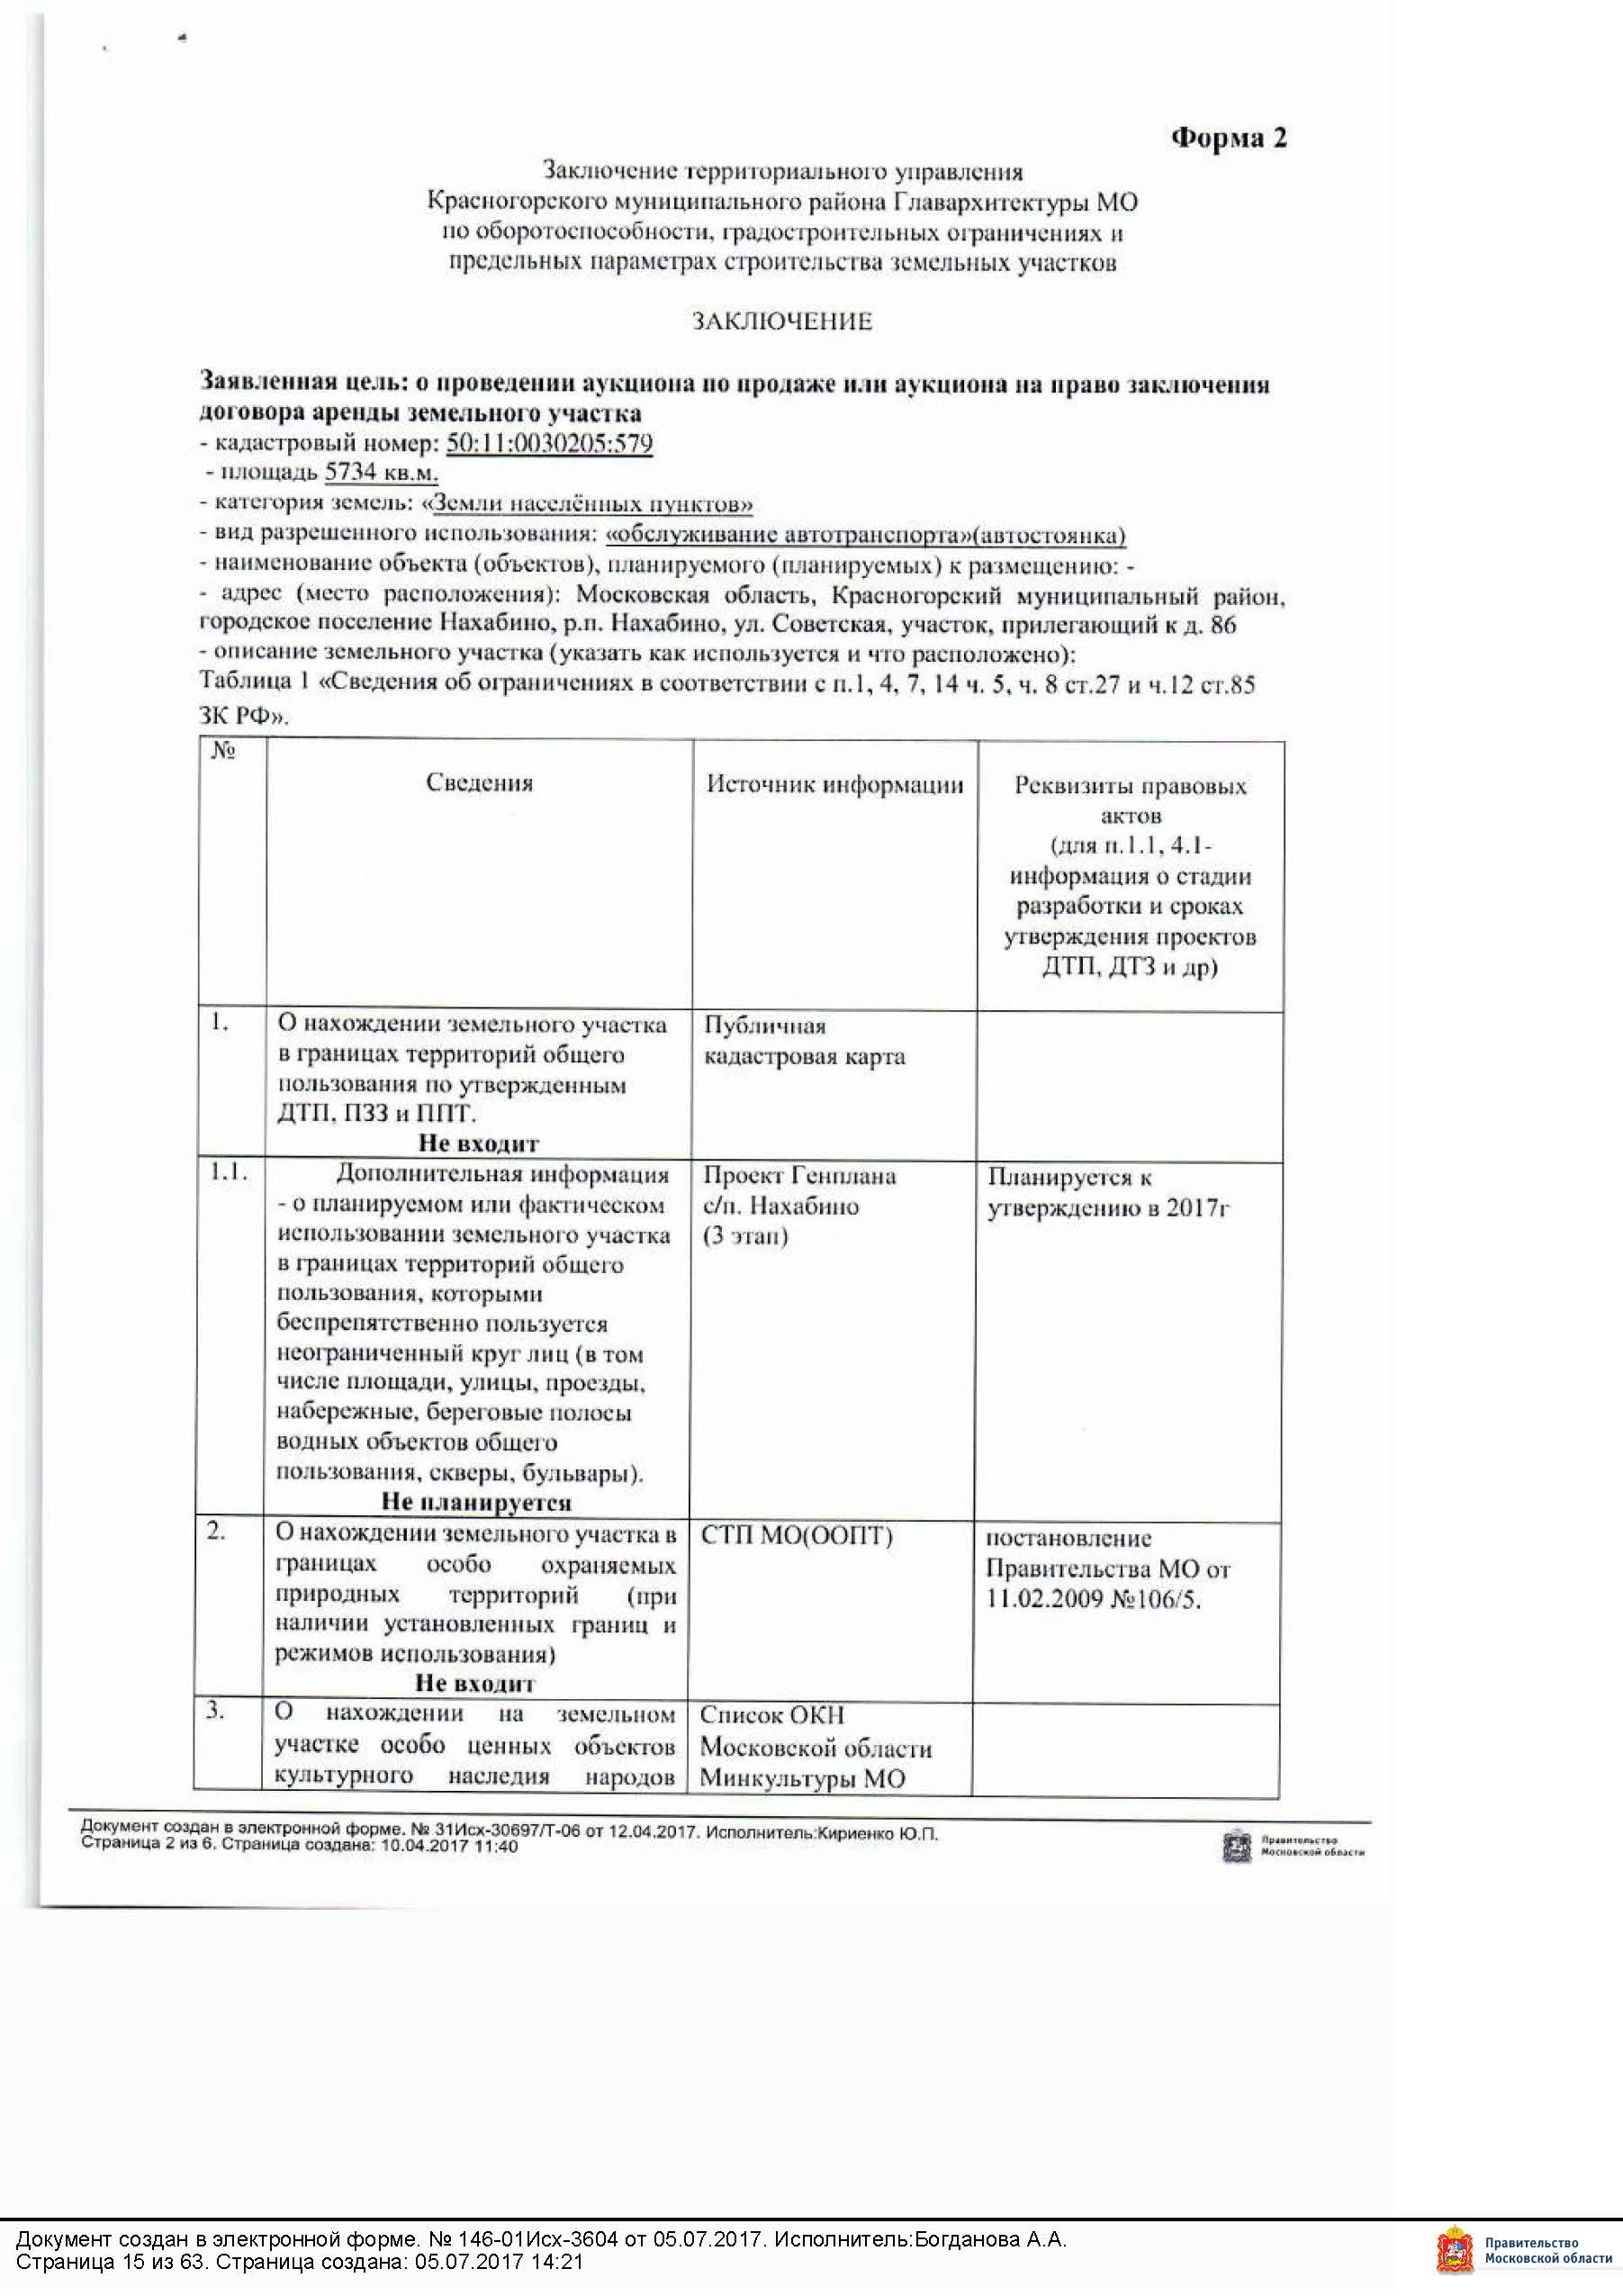 Форма 2
Заключение территориального управления
Красногорского муниципального района Главархитектуры МО
по оборотоспособности, градостроительных ограничениях и
предельных параметрах строительства земельных участков
ЗАКЛЮЧЕНИЕ
Заявленная цель: о проведении аукциона по продаже или аукциона на право заключения
договора аренды земельного участка
- кадастровый номер: 50:11:0030205:579
- площадь 5734 кв.м.
- категория земель: «Земли населённых пунктов»
- вид разрешенного использования: «обслуживание автотранспорта»(автостоянка)
- наименование объекта (объектов), планируемого (планируемых) к размещению: -
- адрес (место расположения): Московская область, Красногорский муниципальный район,
городское поселение Нахабино, р.п. Нахабино, ул. Советская, участок, прилегающий к д. 86
- описание земельного участка (указать как используется и что расположено):
Таблица 1 «Сведения об ограничениях в соответствии с п.1, 4, 7, 14 ч. 5, ч. 8 ст.27 и ч.12 ст.85
ЗК РФ».
№
Сведения
Источник информации
Реквизиты правовых
актов
(для п.1.1, 4.1-
информация о стадии
разработки и сроках
утверждения проектов
ДТП, ДТЗ и др)
1.
О нахождении земельного участка
в границах территорий общего
пользования по утвержденным
ДТП, ПЗЗ и ППТ.
Не входит
Публичная
кадастровая карта
1.1.
Дополнительная информация
- о планируемом или фактическом
использовании земельного участка
в границах территорий общего
пользования, которыми
беспрепятственно пользуется
неограниченный круг лиц (в том
числе площади, улицы, проезды,
набережные, береговые полосы
водных объектов общего
пользования, скверы, бульвары).
Не планируется
Проект Генплана
с/п. Нахабино
(3 этап)
Планируется к
утверждению в 2017г
2.
О нахождении земельного участка в
границах особо охраняемых
природных территорий (при
наличии установленных границ и
режимов использования)
Не входит
СТП МО(ООПТ)
постановление
Правительства МО от
11.02.2009 №106/5.
3.
О нахождении на земельном
участке особо ценных объектов
культурного наследия народов
Список ОКН
Московской области
Минкультуры МО
Документ создан в электронной форме. № 31Исх-30697/Т-06 от 12.04.2017. Исполнитель:Кириенко Ю.П.
Страница 2 из 6. Страница создана: 10.04.2017 11:40
Правительство
Московской области
Документ создан в электронной форме. № 146-01Исх-3604 от 05.07.2017. Исполнитель:Богданова А.А.
Страница 15 из 63. Страница создана: 05.07.2017 14:21
Правительство
Московской области